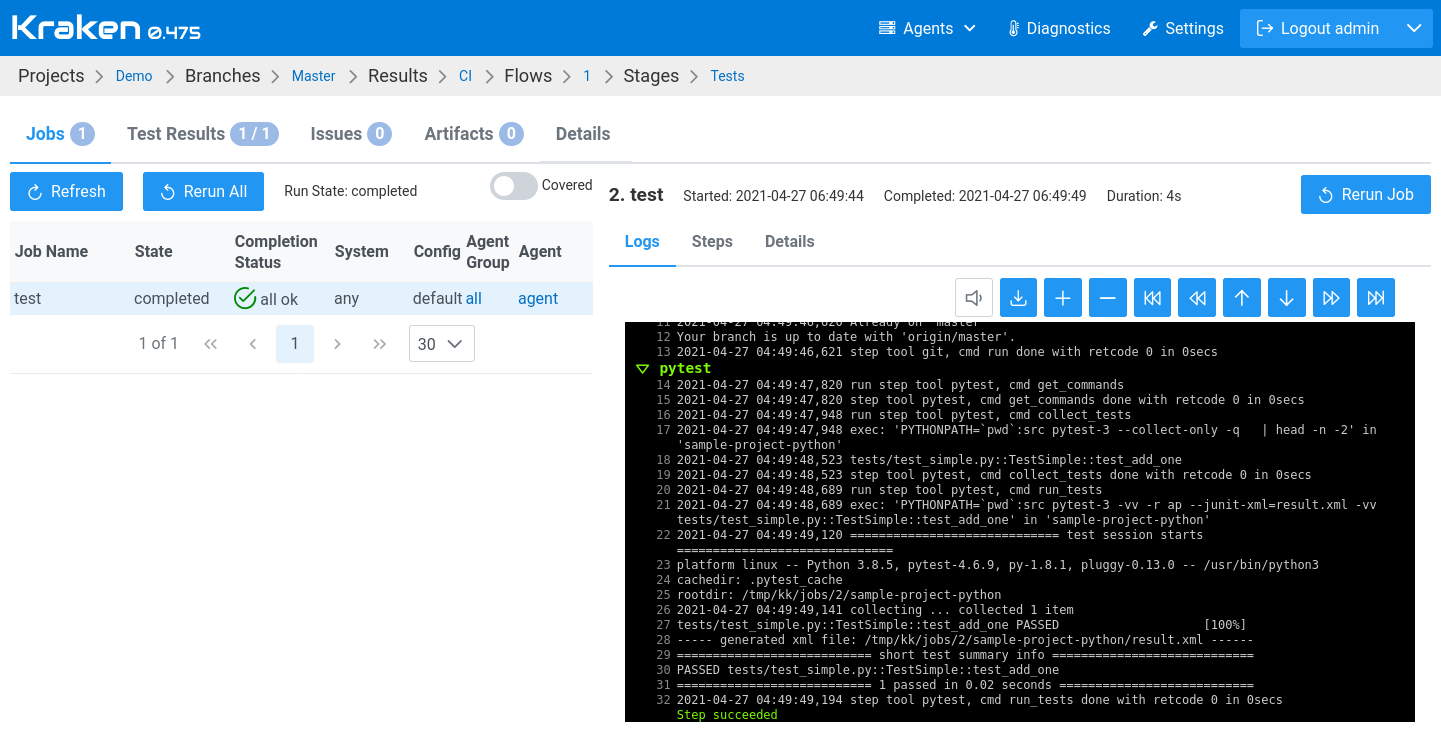 Kraken 0.475
Agents
Diagnostics
Settings
Logout admin
Projects Demo Branches Master Results CI Flows 1 Stages Tests
Jobs 1 Test Results 1 / 1 Issues 0 Artifacts 0 Details
Refresh Rerun All Run State: completed Covered
Job Name State Completion Status System Config Agent Group Agent
test completed all ok any default all agent
1 of 1 1 30
2. test Started: 2021-04-27 06:49:44 Completed: 2021-04-27 06:49:49 Duration: 4s Rerun Job
Logs Steps Details
11 2021-04-27 04:49:46,620 Already on 'master'
12 Your branch is up to date with 'origin/master'.
13 2021-04-27 04:49:46,621 step tool git, cmd run done with retcode 0 in 0secs
pytest
14 2021-04-27 04:49:47,820 run step tool pytest, cmd get_commands
15 2021-04-27 04:49:47,820 step tool pytest, cmd get_commands done with retcode 0 in 0secs
16 2021-04-27 04:49:47,948 run step tool pytest, cmd collect_tests
17 2021-04-27 04:49:47,948 exec: 'PYTHONPATH=`pwd`:src pytest-3 --collect-only -q   | head -n -2' in
'sample-project-python'
18 2021-04-27 04:49:48,523 tests/test_simple.py::TestSimple::test_add_one
19 2021-04-27 04:49:48,523 step tool pytest, cmd collect_tests done with retcode 0 in 0secs
20 2021-04-27 04:49:48,689 run step tool pytest, cmd run_tests
21 2021-04-27 04:49:48,689 exec: 'PYTHONPATH=`pwd`:src pytest-3 -vv -r ap --junit-xml=result.xml -vv
tests/test_simple.py::TestSimple::test_add_one' in 'sample-project-python'
22 2021-04-27 04:49:49,120 ============================= test session starts
==============================
23 platform linux -- Python 3.8.5, pytest-4.6.9, py-1.8.1, pluggy-0.13.0 -- /usr/bin/python3
24 cachedir: .pytest_cache
25 rootdir: /tmp/kk/jobs/2/sample-project-python
26 2021-04-27 04:49:49,141 collecting ... collected 1 item
27 tests/test_simple.py::TestSimple::test_add_one PASSED                    [100%]
28 ----- generated xml file: /tmp/kk/jobs/2/sample-project-python/result.xml ------
29 =========================== short test summary info ============================
30 PASSED tests/test_simple.py::TestSimple::test_add_one
31 =========================== 1 passed in 0.02 seconds ===========================
32 2021-04-27 04:49:49,194 step tool pytest, cmd run_tests done with retcode 0 in 0secs
Step succeeded